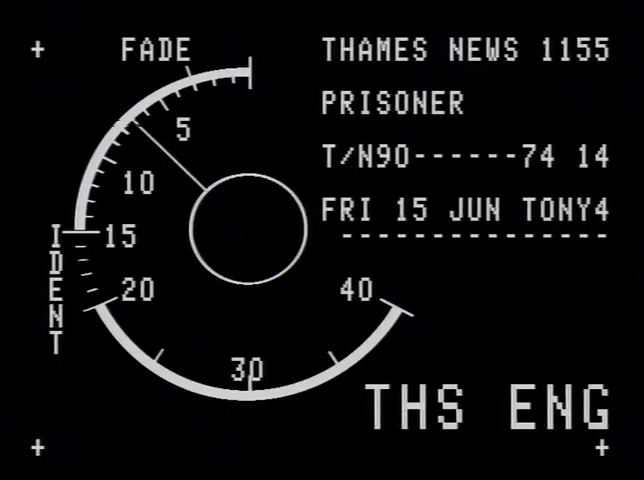 FADE
THAMES NEWS 1155
PRISONER
T/N90------74 14
FRI 15 JUN TONY4
---------------
5
10
15
20
30
40
IDENT
THS ENG